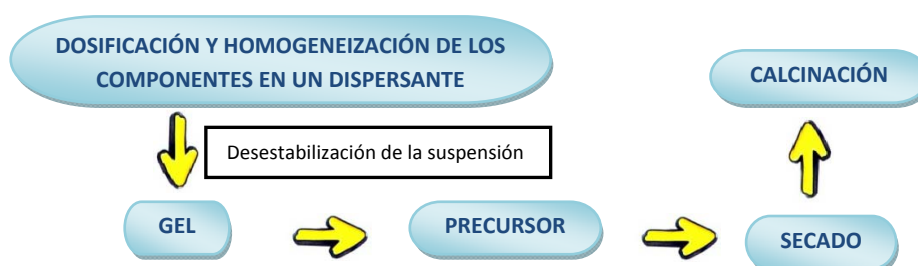 DOSIFICACIÓN Y HOMOGENEIZACIÓN DE LOS
COMPONENTES EN UN DISPERSANTE
CALCINACIÓN
Desestabilización de la suspensión
GEL
PRECURSOR
SECADO